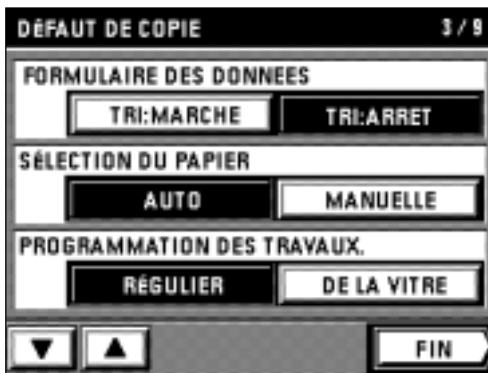 DÉFAUT DE COPIE 3/9
FORMULAIRE DES DONNEES
TRI:MARCHE TRI:ARRET
SÉLECTION DU PAPIER
AUTO MANUELLE
PROGRAMMATION DES TRAVAUX.
RÉGULIER DE LA VITRE
FIN